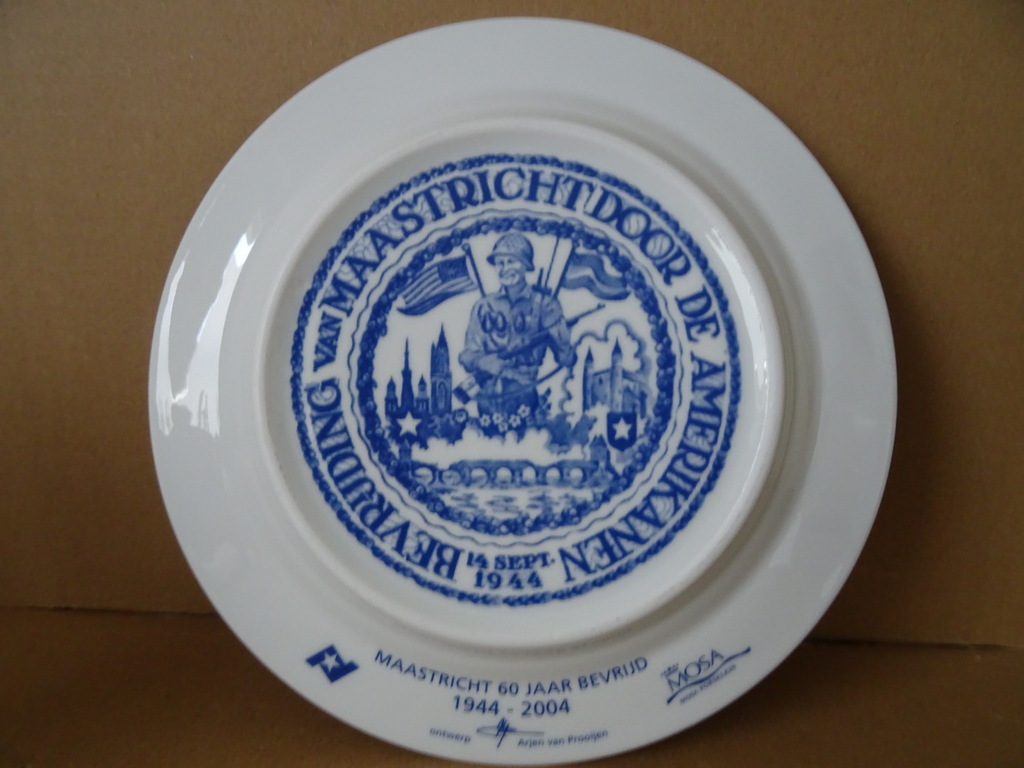 BEVRIJDING VAN MAASTRICHT DOOR DE AMERIKANEN
14 SEPT.
1944
MAASTRICHT 60 JAAR BEVRIJD
1944 - 2004
ontwerp Arjen van Prooijen
MOSA